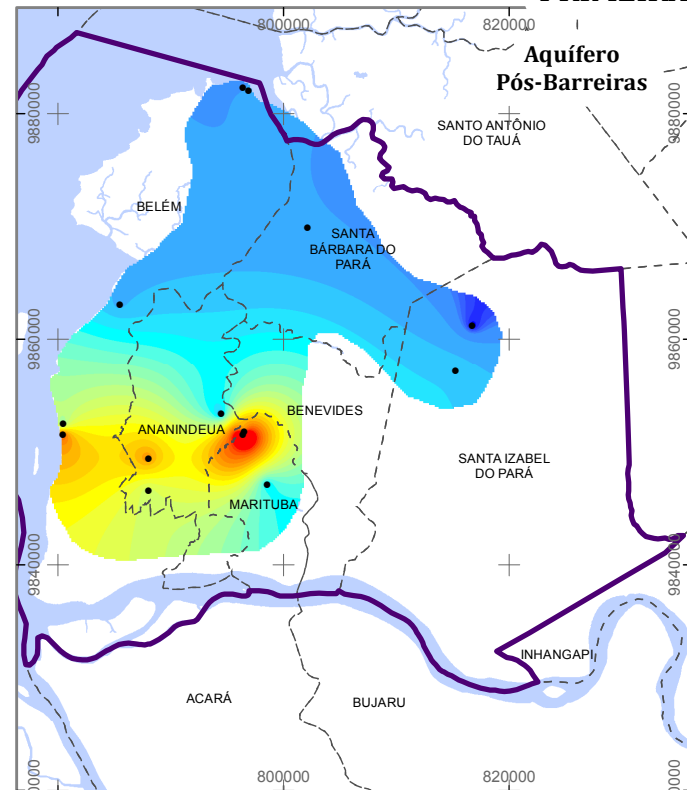 800000
820000
Aquífero
Pós-Barreiras
9880000
9880000
SANTO ANTÔNIO
DO TAUÁ
BELÉM
SANTA
BÁRBARA DO
PARÁ
9860000
9860000
BENEVIDES
ANANINDEUA
SANTA IZABEL
DO PARÁ
MARITUBA
9840000
9840000
INHANGAPI
ACARÁ
BUJARU
800000
820000